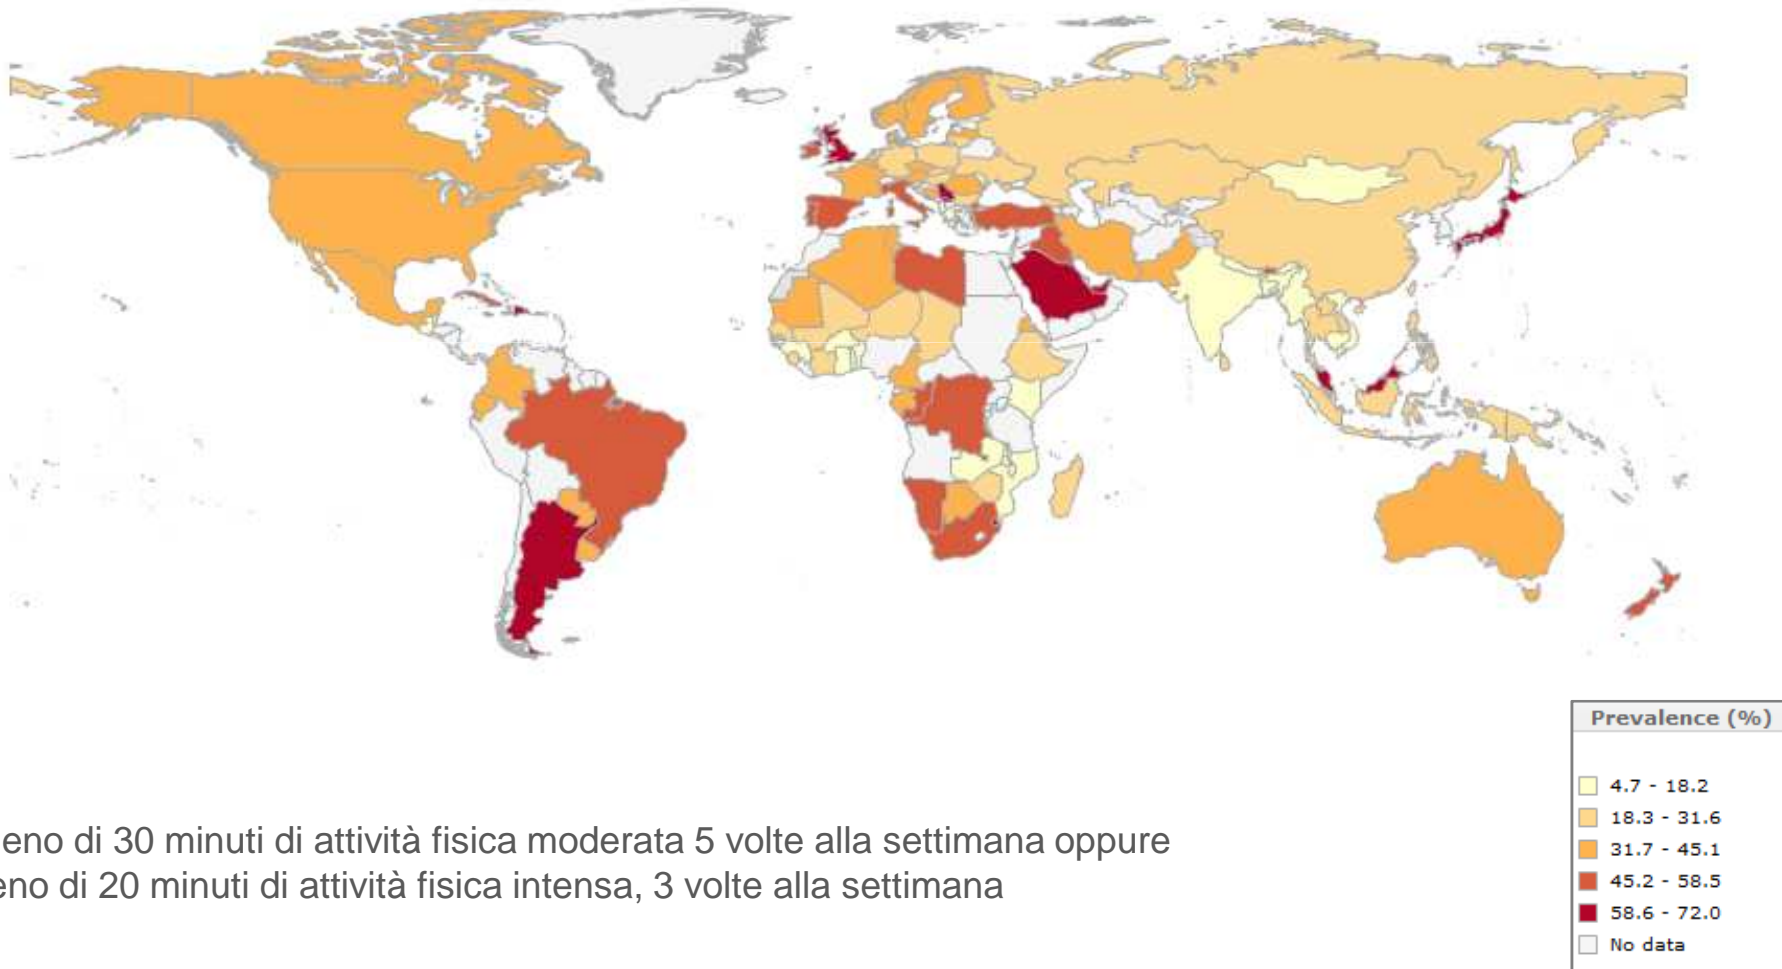 Prevalence (%)
4.7 - 18.2
18.3 - 31.6
31.7 - 45.1
45.2 - 58.5
58.6 - 72.0
No data
eno di 30 minuti di attività fisica moderata 5 volte alla settimana oppure
eno di 20 minuti di attività fisica intensa, 3 volte alla settimana